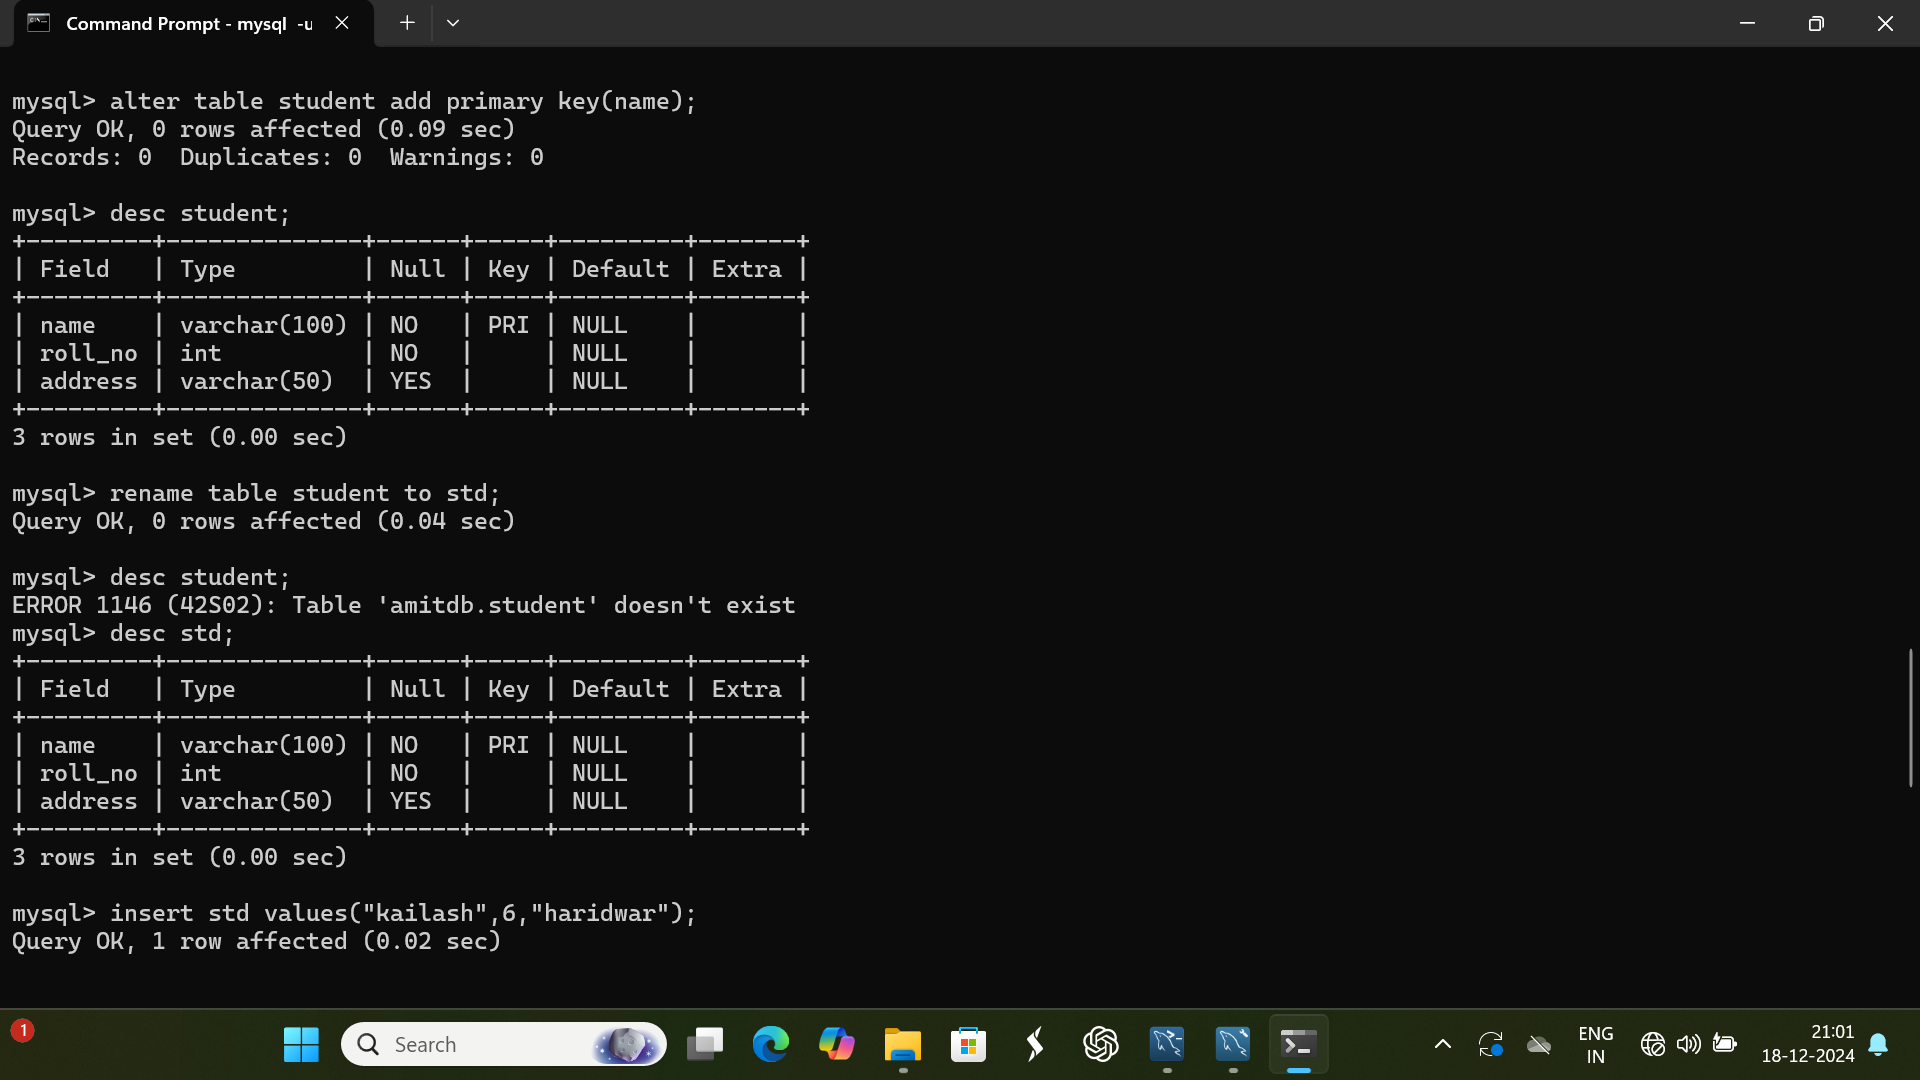 Command Prompt - mysql  -u
mysql> alter table student add primary key(name);
Query OK, 0 rows affected (0.09 sec)
Records: 0  Duplicates: 0  Warnings: 0
mysql> desc student;
+---------+--------------+------+-----+---------+-------+
| Field   | Type         | Null | Key | Default | Extra |
+---------+--------------+------+-----+---------+-------+
| name    | varchar(100) | NO   | PRI | NULL    |       |
| roll_no | int          | NO   |     | NULL    |       |
| address | varchar(50)  | YES  |     | NULL    |       |
+---------+--------------+------+-----+---------+-------+
3 rows in set (0.00 sec)
mysql> rename table student to std;
Query OK, 0 rows affected (0.04 sec)
mysql> desc student;
ERROR 1146 (42S02): Table 'amitdb.student' doesn't exist
mysql> desc std;
+---------+--------------+------+-----+---------+-------+
| Field   | Type         | Null | Key | Default | Extra |
+---------+--------------+------+-----+---------+-------+
| name    | varchar(100) | NO   | PRI | NULL    |       |
| roll_no | int          | NO   |     | NULL    |       |
| address | varchar(50)  | YES  |     | NULL    |       |
+---------+--------------+------+-----+---------+-------+
3 rows in set (0.00 sec)
mysql> insert std values("kailash",6,"haridwar");
Query OK, 1 row affected (0.02 sec)
1
Search
ENG
IN
21:01
18-12-2024